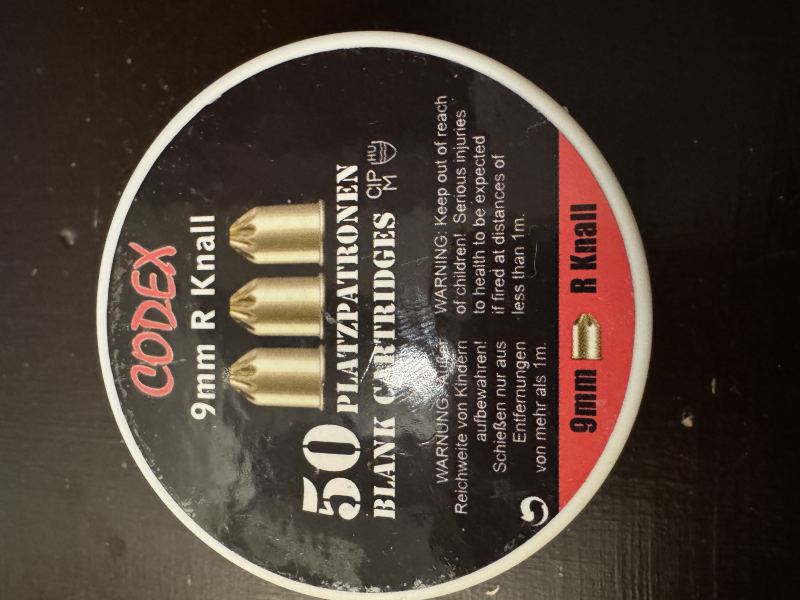 CODEX
9mm R Knall
50 PLATZPATRONEN
BLANK CARTRIDGES
CIP
M
HU
WARNUNG: Außer
Reichweite von Kindern
aufbewahren!
Schießen nur aus
Entfernungen
von mehr als 1m.
WARNING: Keep out of reach
of children! Serious injuries
to health to be expected
if fired at distances of
less than 1m.
9mm R Knall